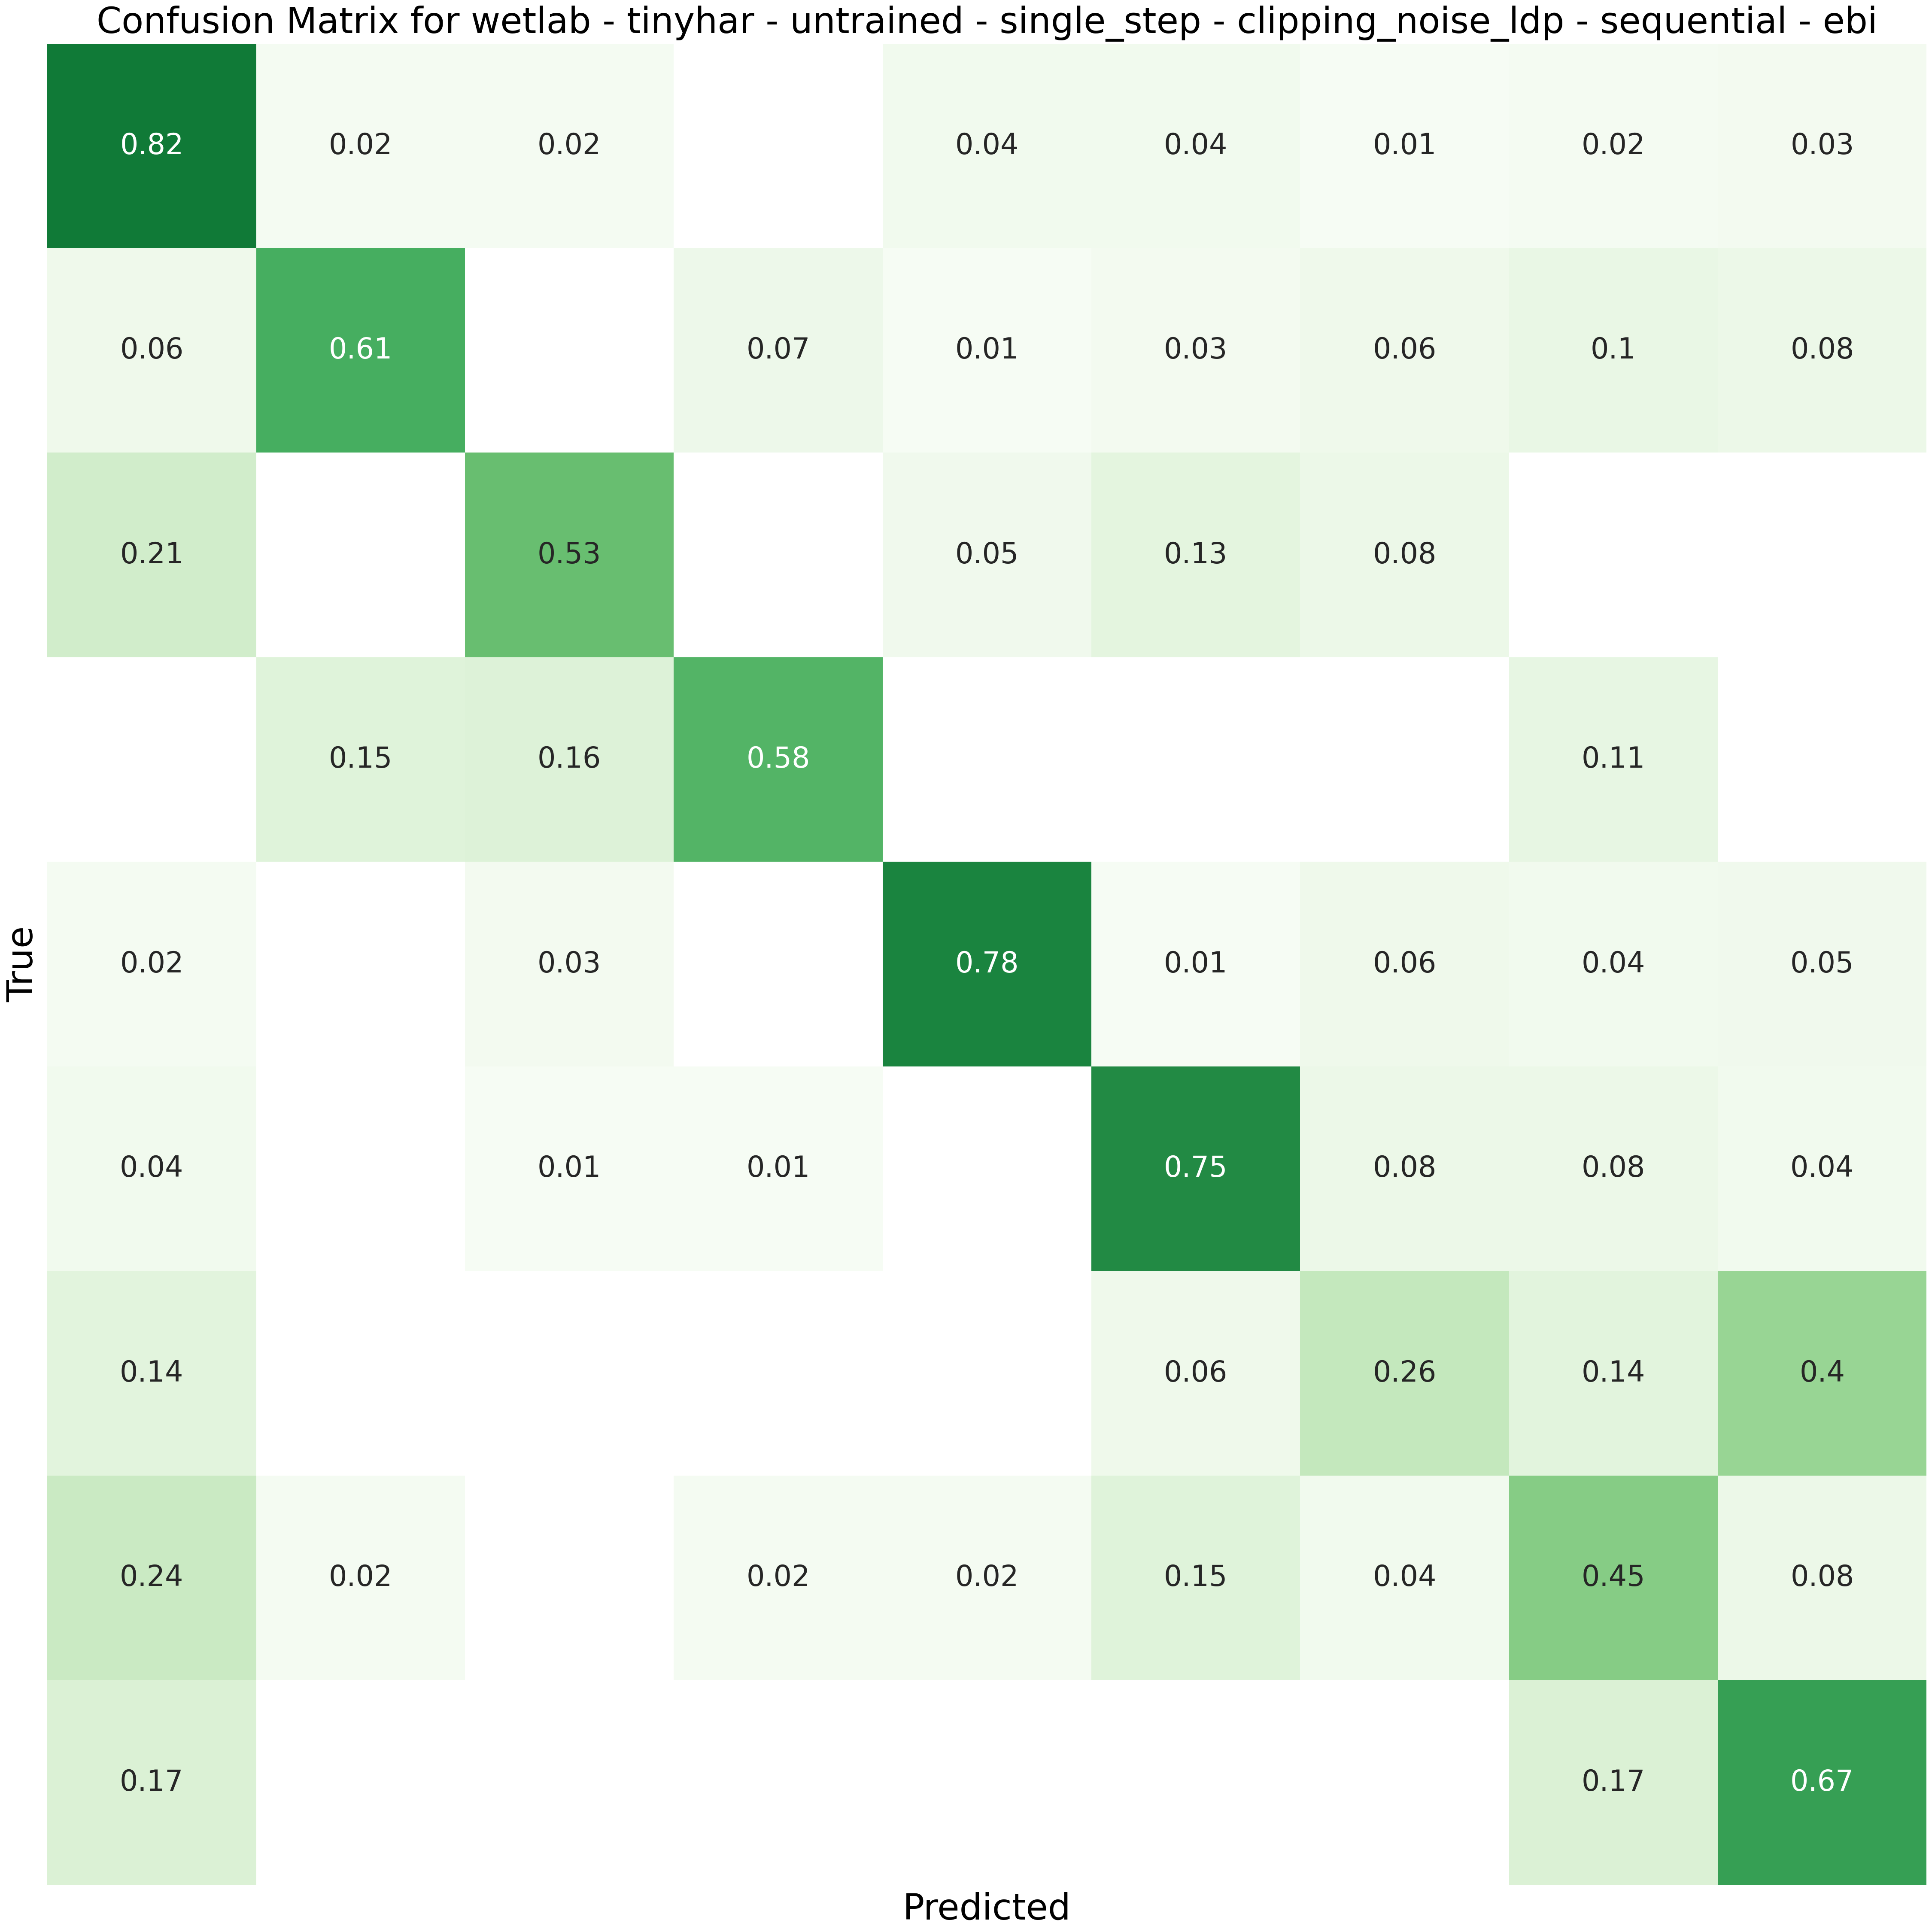 Confusion Matrix for wetlab - tinyhar - untrained - single_step - clipping_noise_ldp - sequential - ebi
0.82 0.02 0.02 0.04 0.04 0.01 0.02 0.03
0.06 0.61 0.07 0.01 0.03 0.06 0.1 0.08
0.21 0.53 0.05 0.13 0.08
0.15 0.16 0.58 0.11
0.02 0.03 0.78 0.01 0.06 0.04 0.05
0.04 0.01 0.01 0.75 0.08 0.08 0.04
0.14 0.06 0.26 0.14 0.4
0.24 0.02 0.02 0.02 0.15 0.04 0.45 0.08
0.17 0.17 0.67
True
Predicted